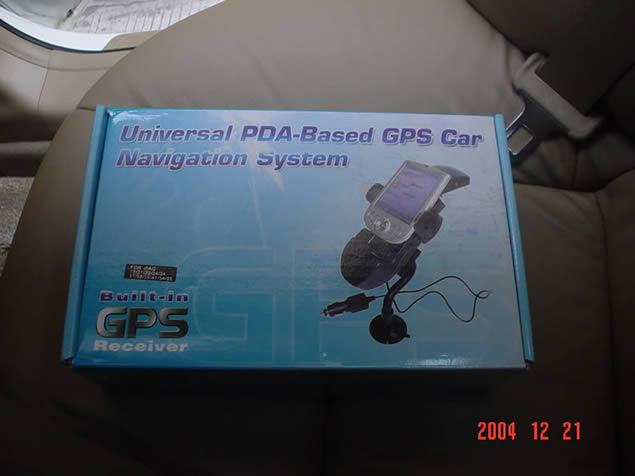 Universal PDA-Based GPS Car
Navigation System
Built-in
GPS
Receiver
2004 12 21